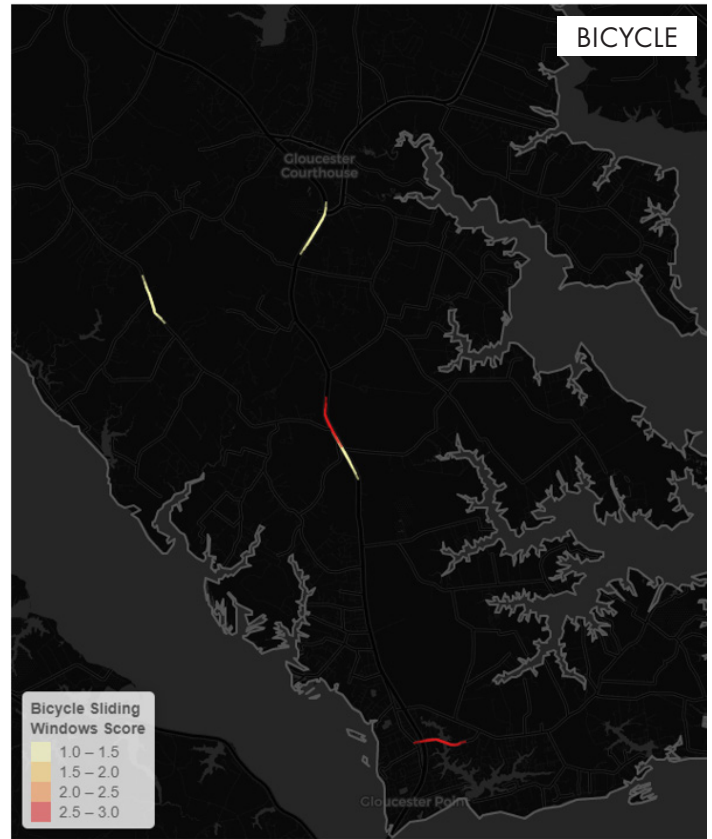 BICYCLE
Gloucester
Courthouse
Bicycle Sliding
Windows Score
1.0 – 1.5
1.5 – 2.0
2.0 – 2.5
2.5 – 3.0
Gloucester Point